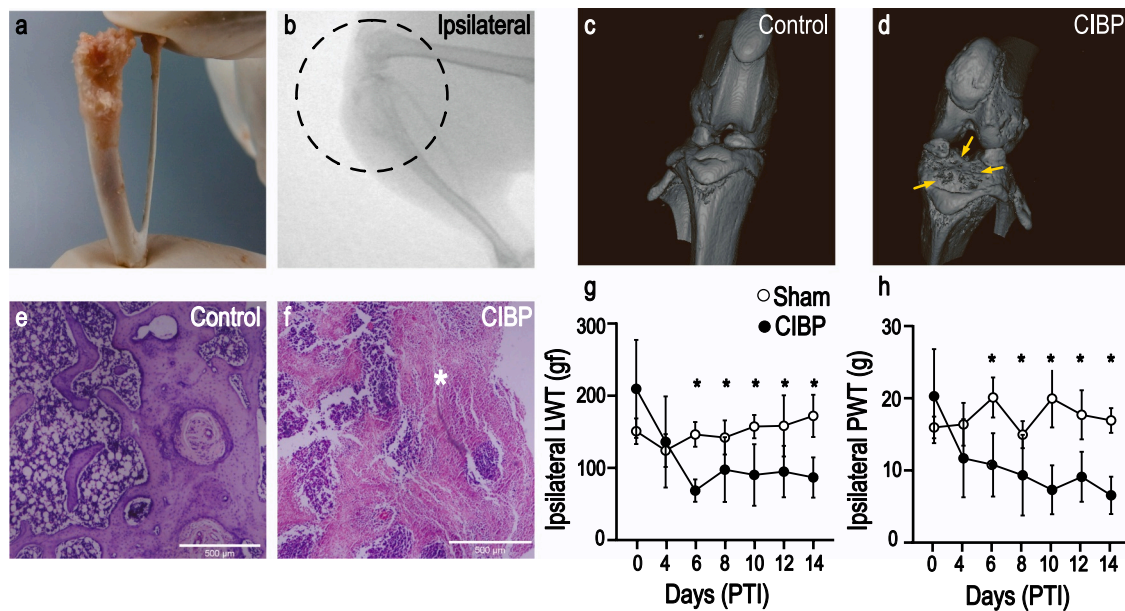 a
b Ipsilateral
c Control
d CIBP
e Control
500 µm
f CIBP
*
500 µm
g
Sham
CIBP
Ipsilateral LWT (gf)
300
200
100
0
* * * * *
0 4 6 8 10 12 14
Days (PTI)
h
Ipsilateral PWT (g)
30
20
10
0
* * * * *
0 4 6 8 10 12 14
Days (PTI)